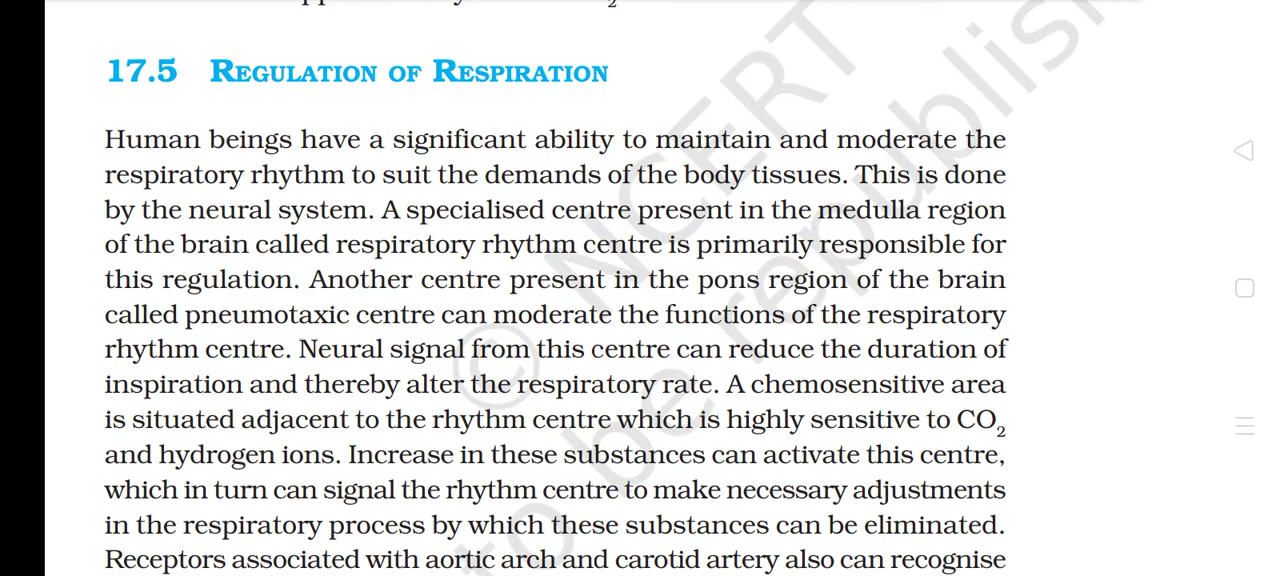 17.5 REGULATION OF RESPIRATION
Human beings have a significant ability to maintain and moderate the
respiratory rhythm to suit the demands of the body tissues. This is done
by the neural system. A specialised centre present in the medulla region
of the brain called respiratory rhythm centre is primarily responsible for
this regulation. Another centre present in the pons region of the brain
called pneumotaxic centre can moderate the functions of the respiratory
rhythm centre. Neural signal from this centre can reduce the duration of
inspiration and thereby alter the respiratory rate. A chemosensitive area
is situated adjacent to the rhythm centre which is highly sensitive to CO₂
and hydrogen ions. Increase in these substances can activate this centre,
which in turn can signal the rhythm centre to make necessary adjustments
in the respiratory process by which these substances can be eliminated.
Receptors associated with aortic arch and carotid artery also can recognise
© NCERT
to be republish